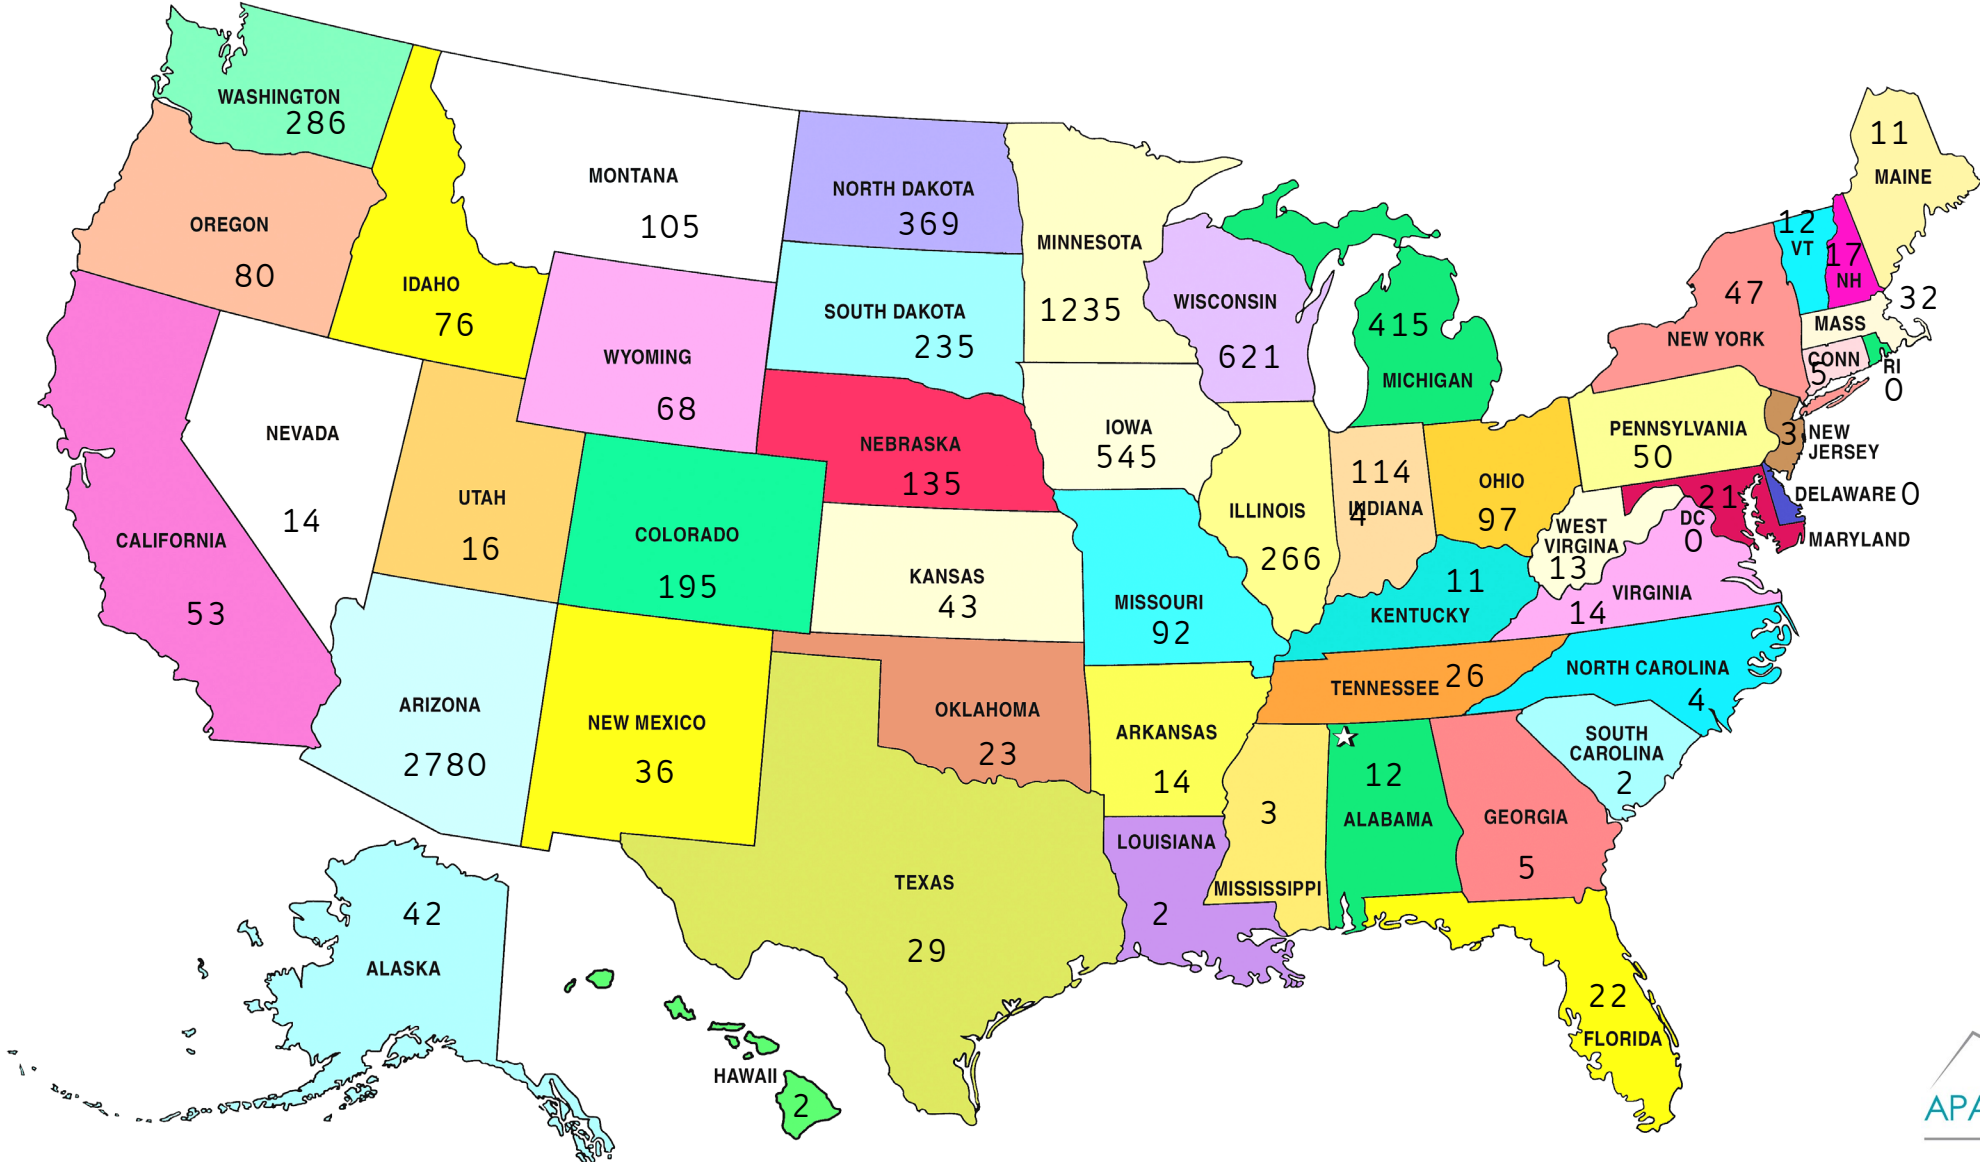 WASHINGTON
286
OREGON
80
CALIFORNIA
53
IDAHO
76
NEVADA
14
MONTANA
105
WYOMING
68
UTAH
16
COLORADO
195
ARIZONA
2780
NEW MEXICO
36
NORTH DAKOTA
369
SOUTH DAKOTA
235
NEBRASKA
135
KANSAS
43
OKLAHOMA
23
TEXAS
29
MINNESOTA
1235
IOWA
545
MISSOURI
92
ARKANSAS
14
LOUISIANA
2
WISCONSIN
621
ILLINOIS
266
415
MICHIGAN
114
INDIANA
4
OHIO
97
11
KENTUCKY
TENNESSEE 26
3
MISSISSIPPI
12
ALABAMA
GEORGIA
5
22
FLORIDA
SOUTH
CAROLINA
2
NORTH CAROLINA
4
VIRGINIA
14
WEST
VIRGINA
13
DC
0
21
MARYLAND
DELAWARE 0
PENNSYLVANIA
50
3 NEW
JERSEY
47
NEW YORK
CONN
5
RI
0
MASS
32
12
VT
17
NH
11
MAINE
42
ALASKA
HAWAII
2
APA